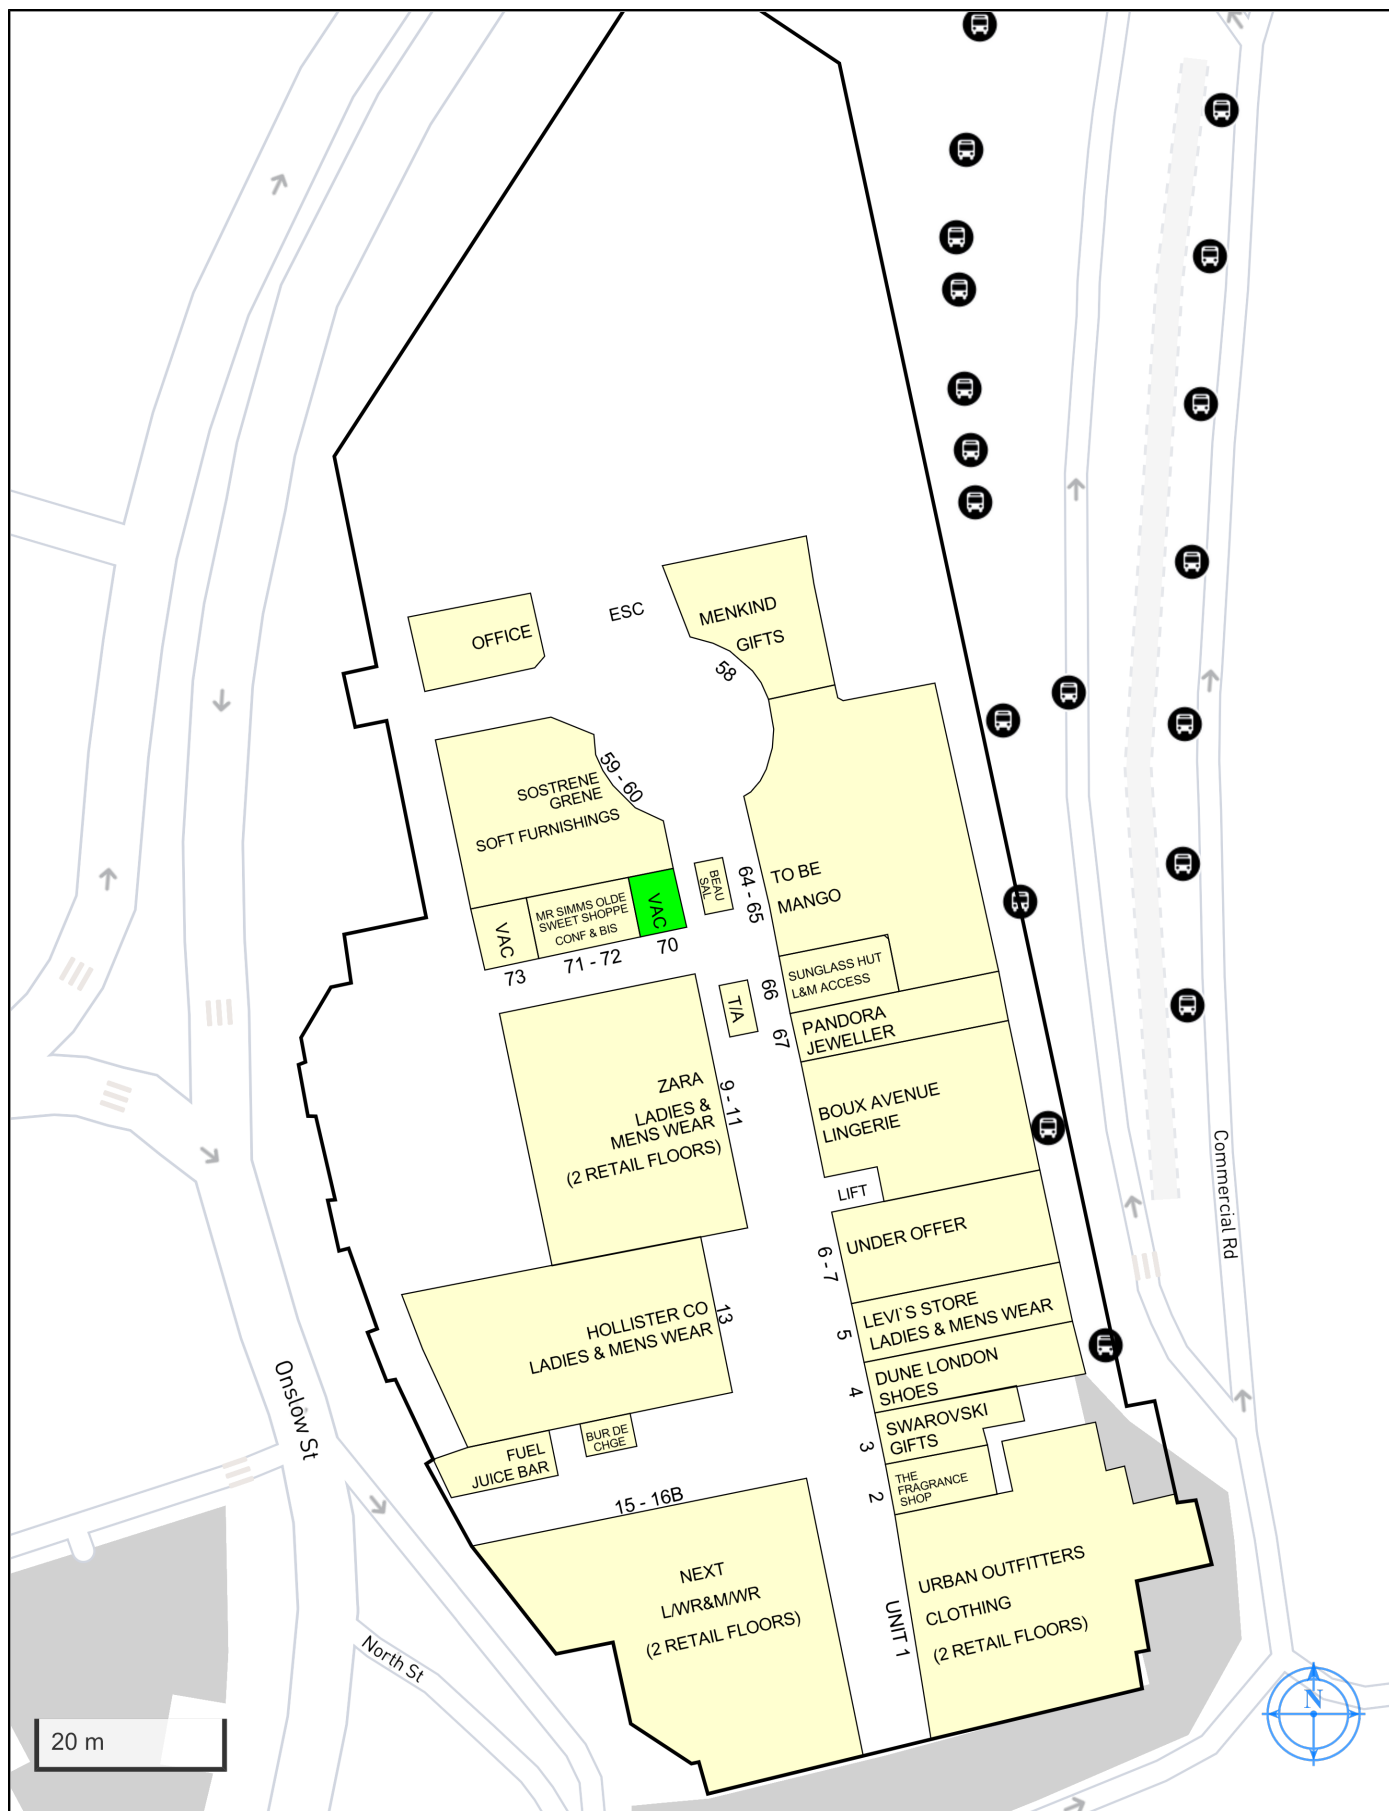 ESC
MENKIND
GIFTS
58
OFFICE
59 - 60
SOSTRENE
GRENE
SOFT FURNISHINGS
TO BE
MANGO
64 - 65
BEAU
SAL
VAC
MR SIMMS OLDE
SWEET SHOPPE
CONF & BIS
VAC
70
71 - 72
73
SUNGLASS HUT
L&M ACCESS
66
T/A
PANDORA
JEWELLER
67
ZARA
LADIES &
MENS WEAR
(2 RETAIL FLOORS)
9 - 11
BOUX AVENUE
LINGERIE
LIFT
Commercial Rd
UNDER OFFER
6 - 7
LEVI`S STORE
LADIES & MENS WEAR
5
HOLLISTER CO
LADIES & MENS WEAR
13
DUNE LONDON
SHOES
4
Onslow St
SWAROVSKI
GIFTS
3
BUR DE
CHGE
FUEL
JUICE BAR
THE
FRAGRANCE
SHOP
2
15 - 16B
NEXT
L/WR&M/WR
(2 RETAIL FLOORS)
URBAN OUTFITTERS
CLOTHING
(2 RETAIL FLOORS)
UNIT 1
North St
N
20 m